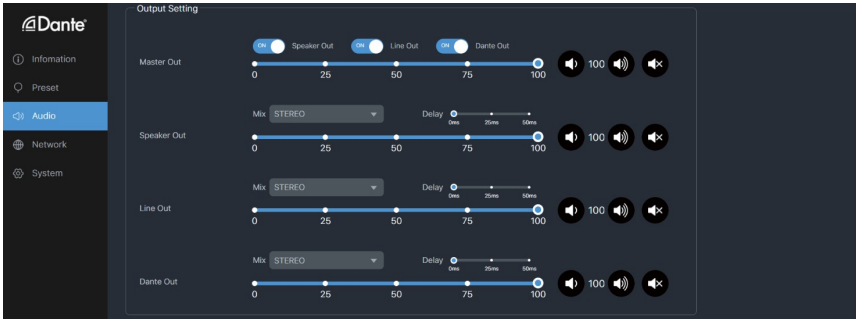 Dante®
Infomation
Preset
Audio
Network
System
Output Setting
ON Speaker Out ON Line Out ON Dante Out
Master Out
0 25 50 75 100
100
Mix STEREO Delay 0ms 25ms 50ms
Speaker Out
0 25 50 75 100
100
Mix STEREO Delay 0ms 25ms 50ms
Line Out
0 25 50 75 100
100
Mix STEREO Delay 0ms 25ms 50ms
Dante Out
0 25 50 75 100
100